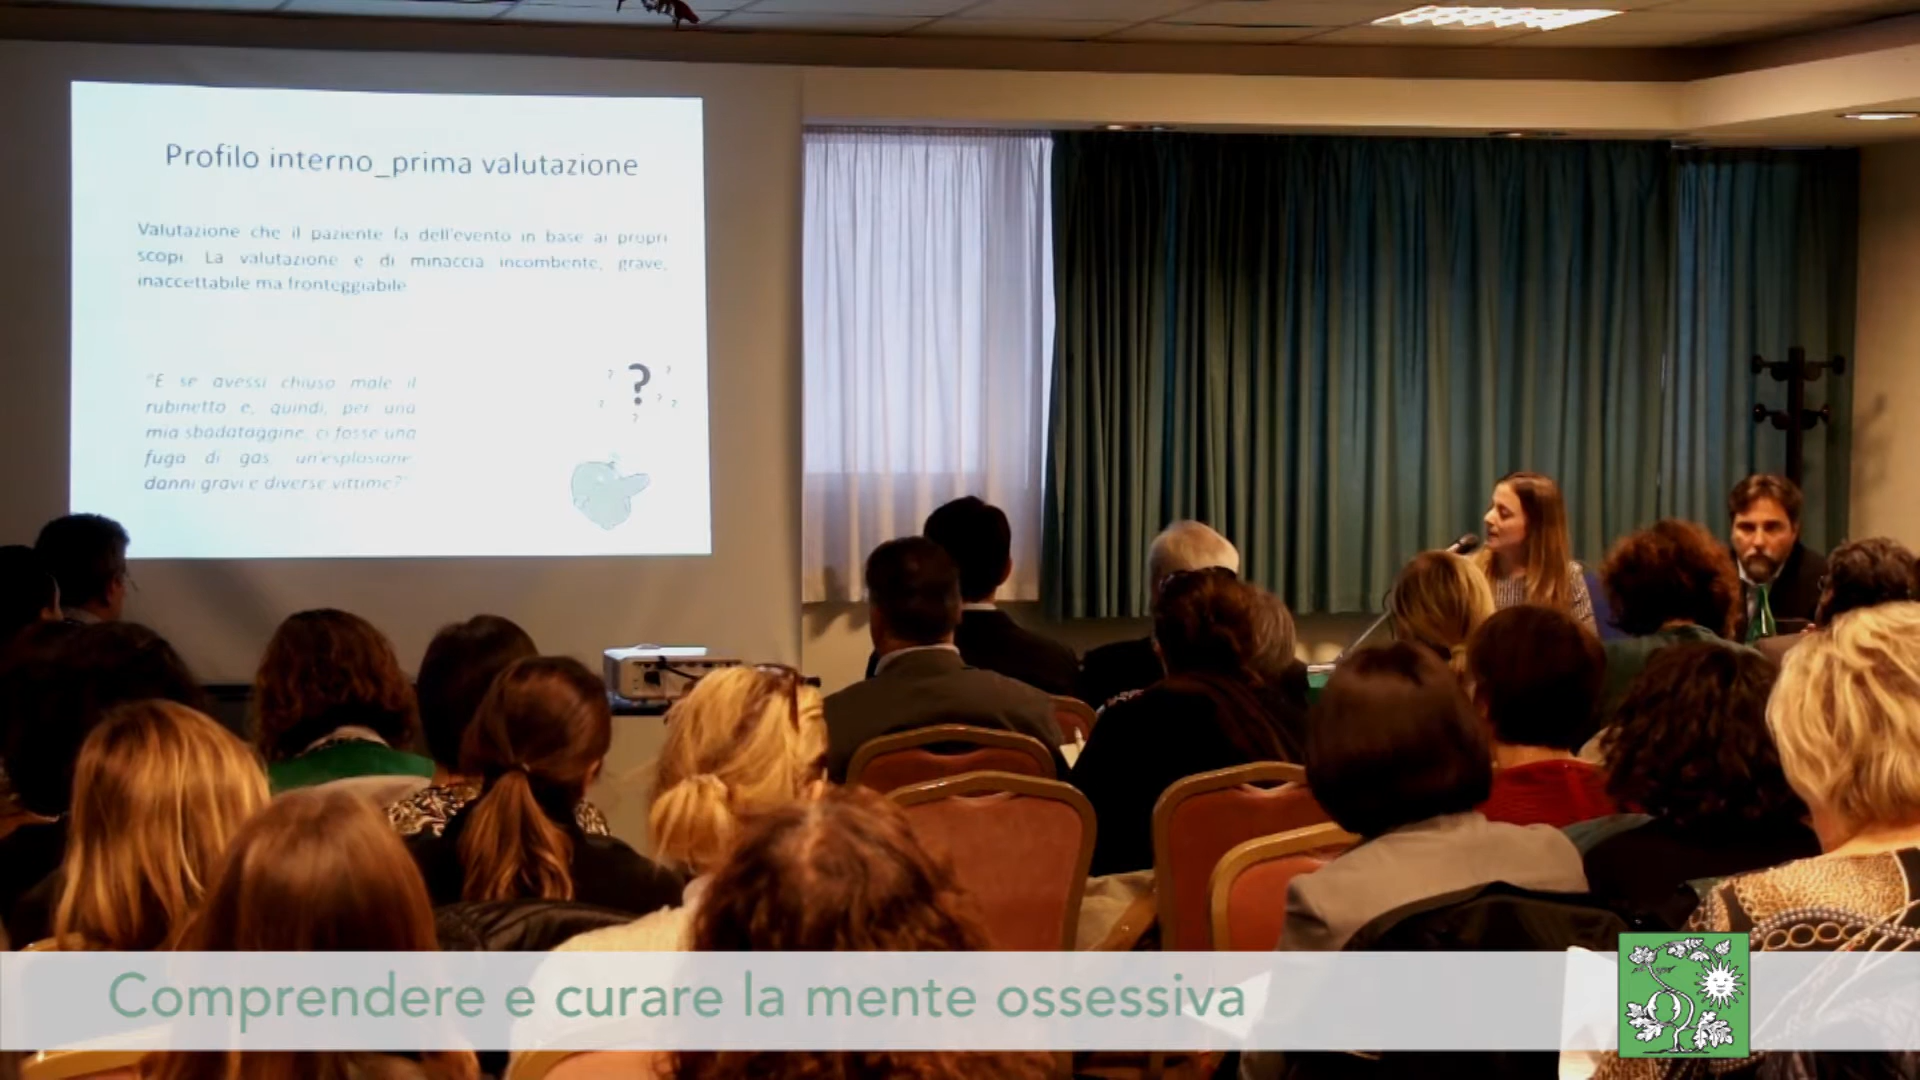 Profilo interno_prima valutazione
Valutazione che il paziente fa dell'evento in base ai propri
scopi. La valutazione è di minaccia incombente, grave,
inaccettabile ma fronteggiabile
"E se avessi chiuso male il
rubinetto e, quindi, per una
mia sbadataggine, ci fosse una
fuga di gas, un'esplosione
danni gravi e diverse vittime?"
?
Comprendere e curare la mente ossessiva